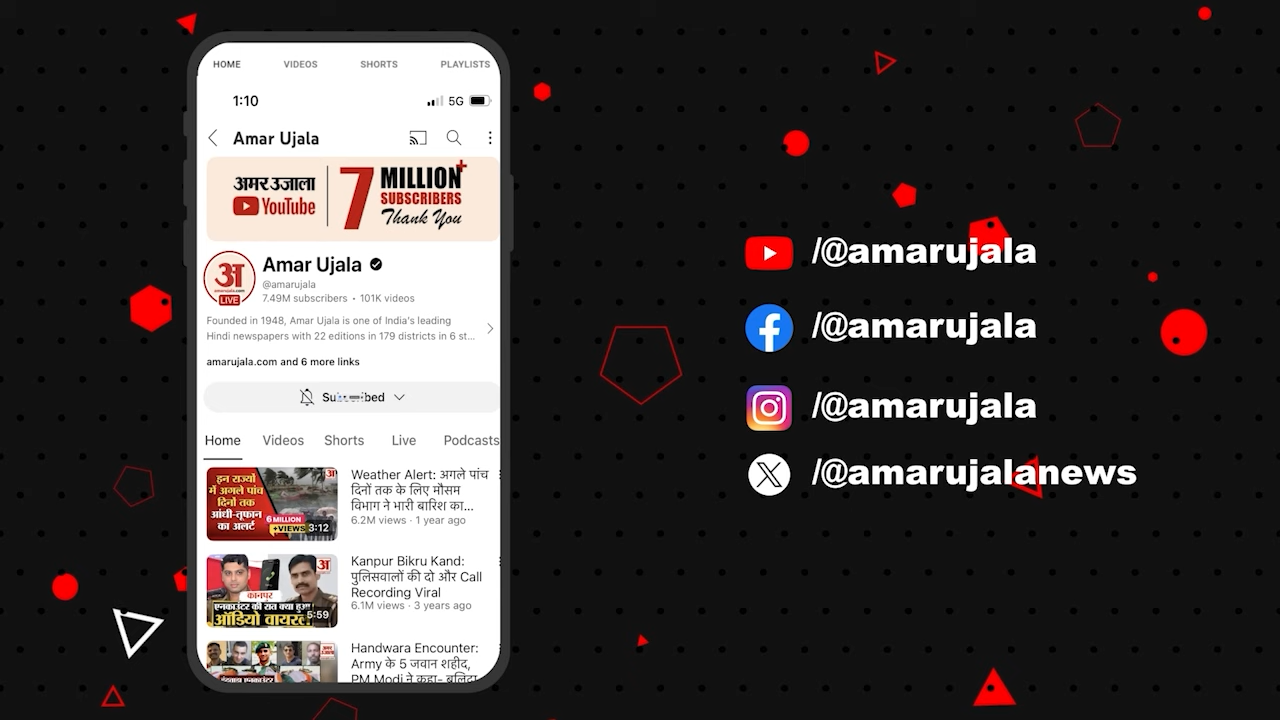 HOME VIDEOS SHORTS PLAYLISTS
1:10 5G
Amar Ujala
अमर उजाला
YouTube
7 MILLION+
SUBSCRIBERS
Thank You
अ
amarujala.com
LIVE
Amar Ujala
@amarujala
7.49M subscribers • 101K videos
Founded in 1948, Amar Ujala is one of India's leading
Hindi newspapers with 22 editions in 179 districts in 6 st...
amarujala.com and 6 more links
Subscribed
Home Videos Shorts Live Podcasts
हन राज्यों
में अगले पांच
दिनों तक
आंधी-तूफान
का अलर्ट
अ
6 MILLION
+VIEWS
3:12
Weather Alert: अगले पांच
दिनों तक के लिए मौसम
विभाग ने भारी बारिश का...
6.2M views · 1 year ago
अ
कानपुर
एनकाउंटर की रात क्या हुआ
ऑडियो वायरल
5:59
Kanpur Bikru Kand:
पुलिसवालों की दो और Call
Recording Viral
6.1M views · 3 years ago
Handwara Encounter:
Army के 5 जवान शहीद,
PM Modi ने कहा-
/@amarujala
/@amarujala
/@amarujala
/@amarujalanews